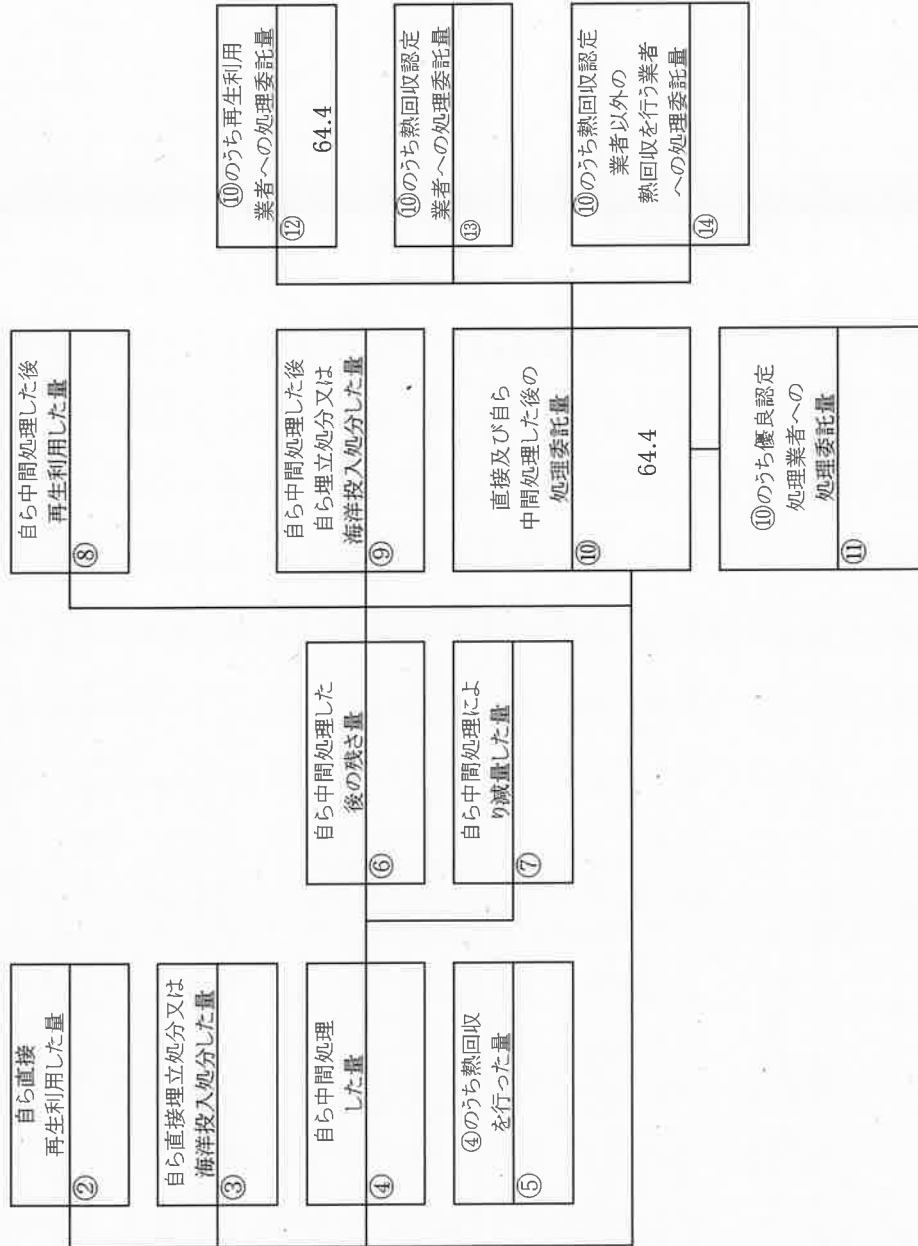 自ら直接
再生利用した量
②
自ら直接埋立処分又は
海洋投入処分した量
③
自ら中間処理
した量
④
④のうち熱回収
を行った量
⑤
自ら中間処理した
後の残さ量
⑥
自ら中間処理によ
り減量した量
⑦
自ら中間処理した後
再生利用した量
⑧
自ら中間処理した後
自ら埋立処分又は
海洋投入処分した量
⑨
直接及び自ら
中間処理した後の
処理委託量
⑩
64.4
⑩のうち優良認定
処理業者への
処理委託量
⑪
⑩のうち再生利用
業者への処理委託量
⑫
64.4
⑩のうち熱回収認定
業者への処理委託量
⑬
⑩のうち熱回収認定
業者以外の
熱回収を行う業者
への処理委託量
⑭